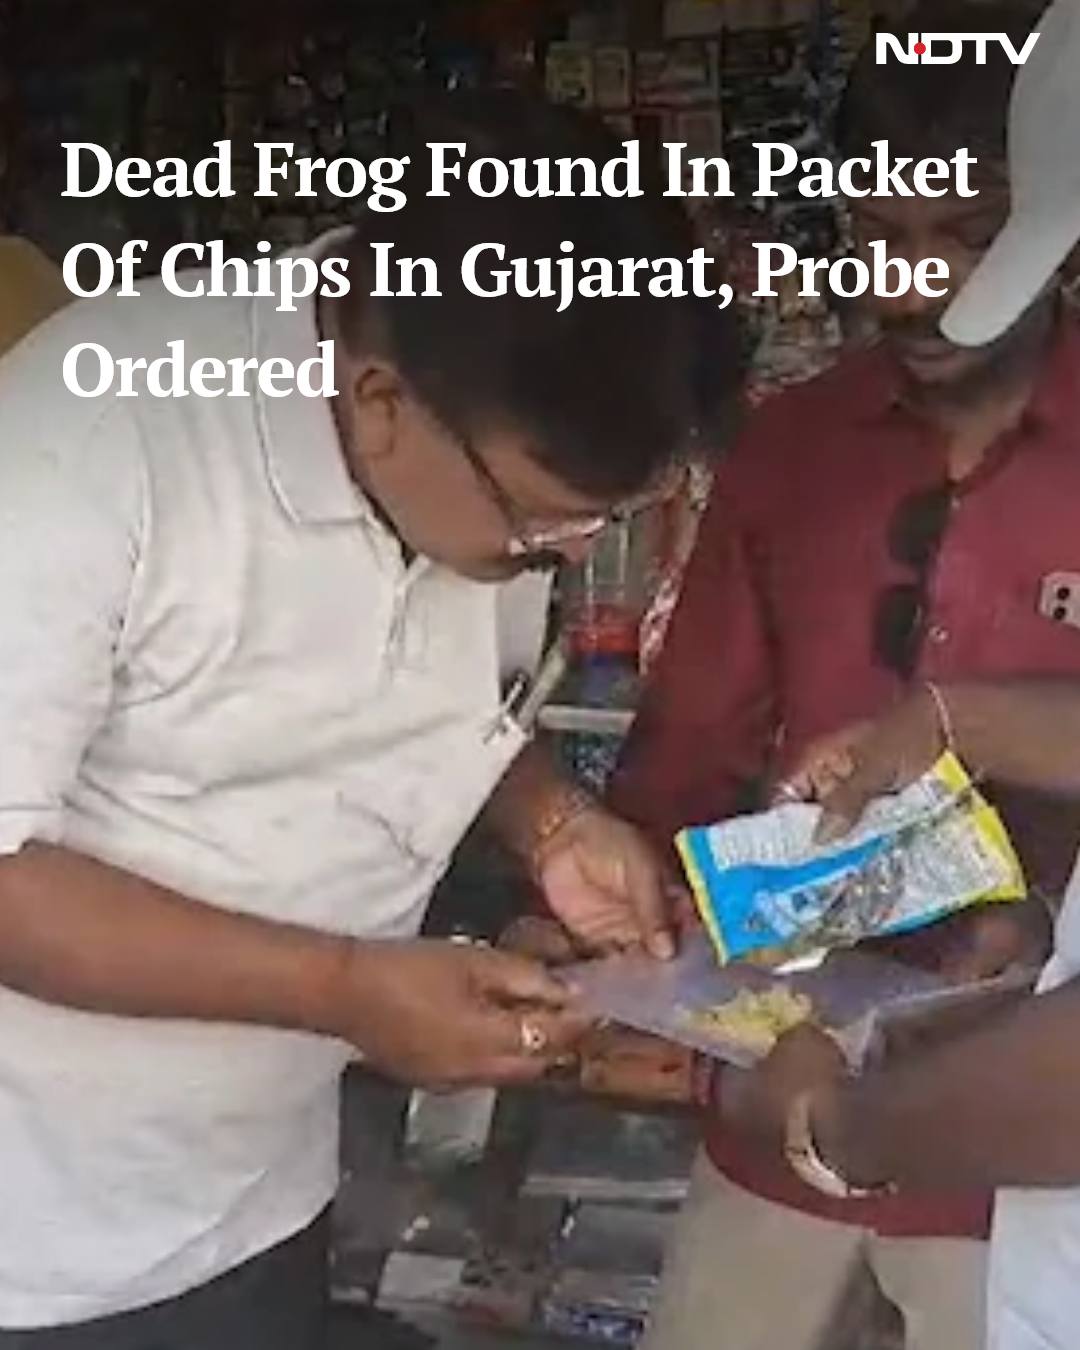 NDTV
Dead Frog Found In Packet
Of Chips In Gujarat, Probe
Ordered